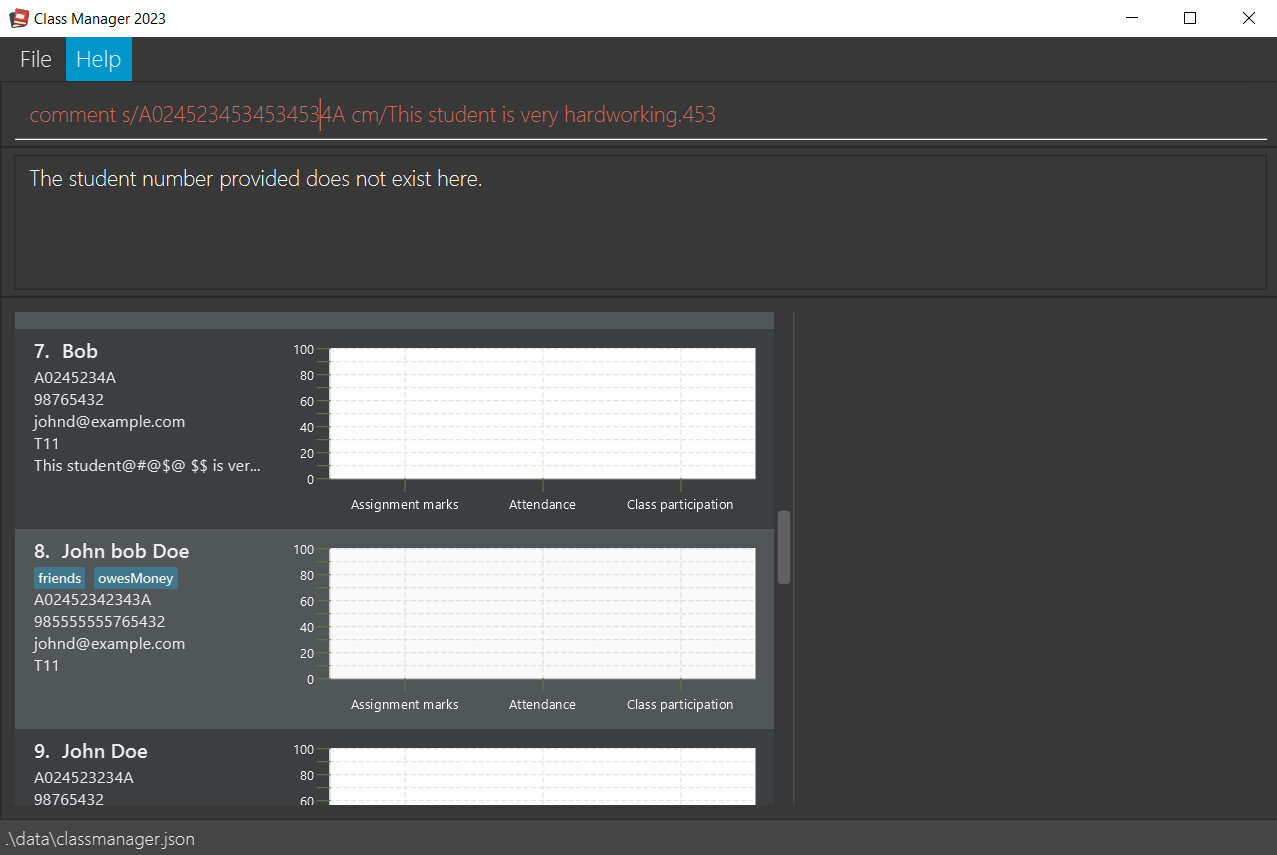 Class Manager 2023
File Help
comment s/A0245234534534534A cm/This student is very hardworking.453
The student number provided does not exist here.
7. Bob
A0245234A
98765432
johnd@example.com
T11
This student@#@$@ $$ is ver...
100
80
60
40
20
0
Assignment marks Attendance Class participation
8. John bob Doe
friends owesMoney
A02452342343A
985555555765432
johnd@example.com
T11
100
80
60
40
20
0
Assignment marks Attendance Class participation
9. John Doe
A024523234A
98765432
100
80
60
.\data\classmanager.json